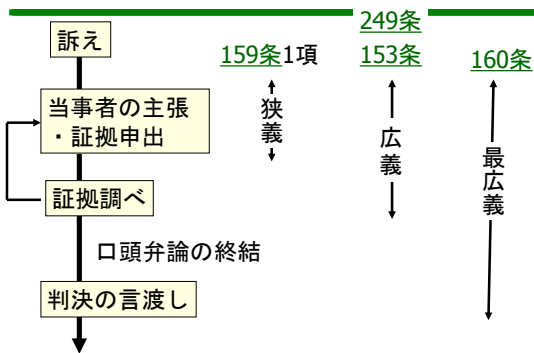 訴え
159条1項
249条
153条
160条
当事者の主張
・証拠申出
狭義
広義
最広義
証拠調べ
口頭弁論の終結
判決の言渡し